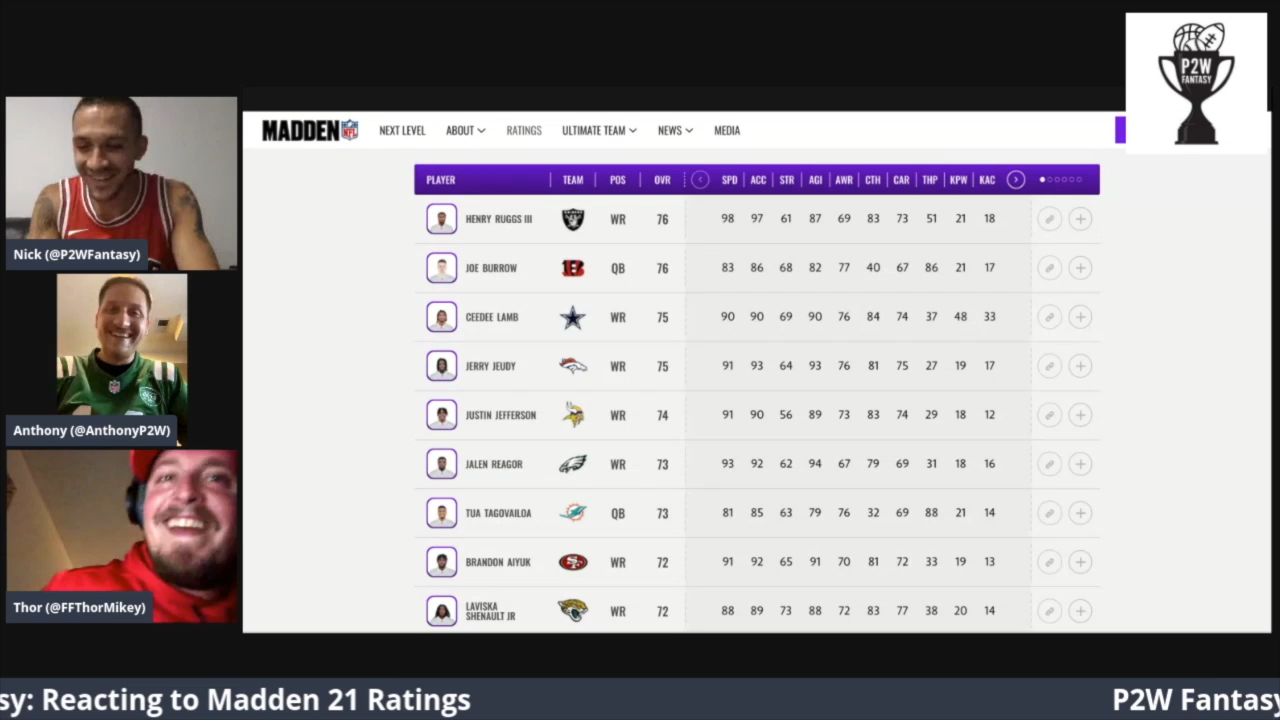 P2W
FANTASY
MADDEN NFL NEXT LEVEL ABOUT RATINGS ULTIMATE TEAM NEWS MEDIA
PLAYER TEAM POS OVR SPD ACC STR AGI AWR CTH CAR THP KPW KAC
HENRY RUGGS III WR 76 98 97 61 87 69 83 73 51 21 18
JOE BURROW QB 76 83 86 68 82 77 40 67 86 21 17
CEEDEE LAMB WR 75 90 90 69 90 76 84 74 37 48 33
JERRY JEUDY WR 75 91 93 64 93 76 81 75 27 19 17
JUSTIN JEFFERSON WR 74 91 90 56 89 73 83 74 29 18 12
JALEN REAGOR WR 73 93 92 62 94 67 79 69 31 18 16
TUA TAGOVAILOA QB 73 81 85 63 79 76 32 69 88 21 14
BRANDON AIYUK WR 72 91 92 65 91 70 81 72 33 19 13
LAVISKA
SHENAULT JR WR 72 88 89 73 88 72 83 77 38 20 14
Nick (@P2WFantasy)
Anthony (@AnthonyP2W)
Thor (@FFThorMikey)
sy: Reacting to Madden 21 Ratings P2W Fantasy